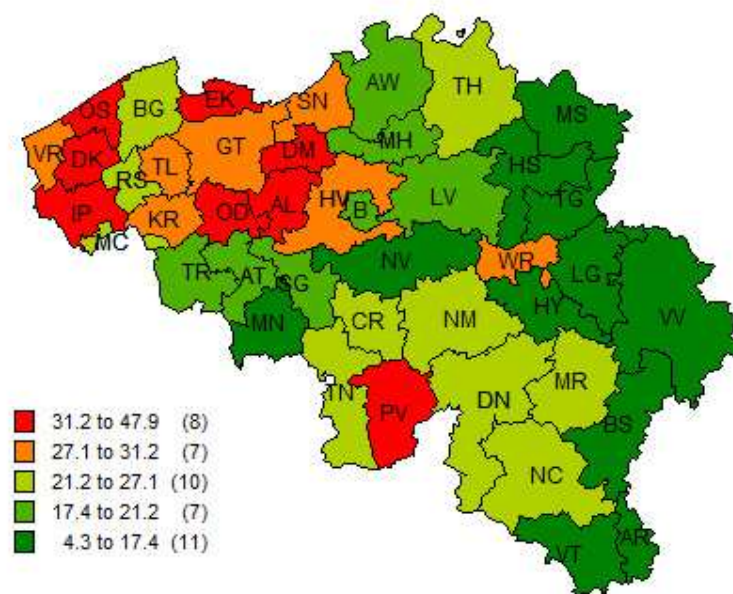 AW
TH
OS
BG
EK
SN
MS
VR
DK
RS
TL
GT
DM
MH
HS
IP
KR
OD
AL
HV
B
LV
TG
MC
TR
AT
SG
NV
WR
LG
HY
VV
MN
CR
NM
TN
PV
DN
MR
BS
NC
VT
AR
31.2 to 47.9 (8)
27.1 to 31.2 (7)
21.2 to 27.1 (10)
17.4 to 21.2 (7)
4.3 to 17.4 (11)